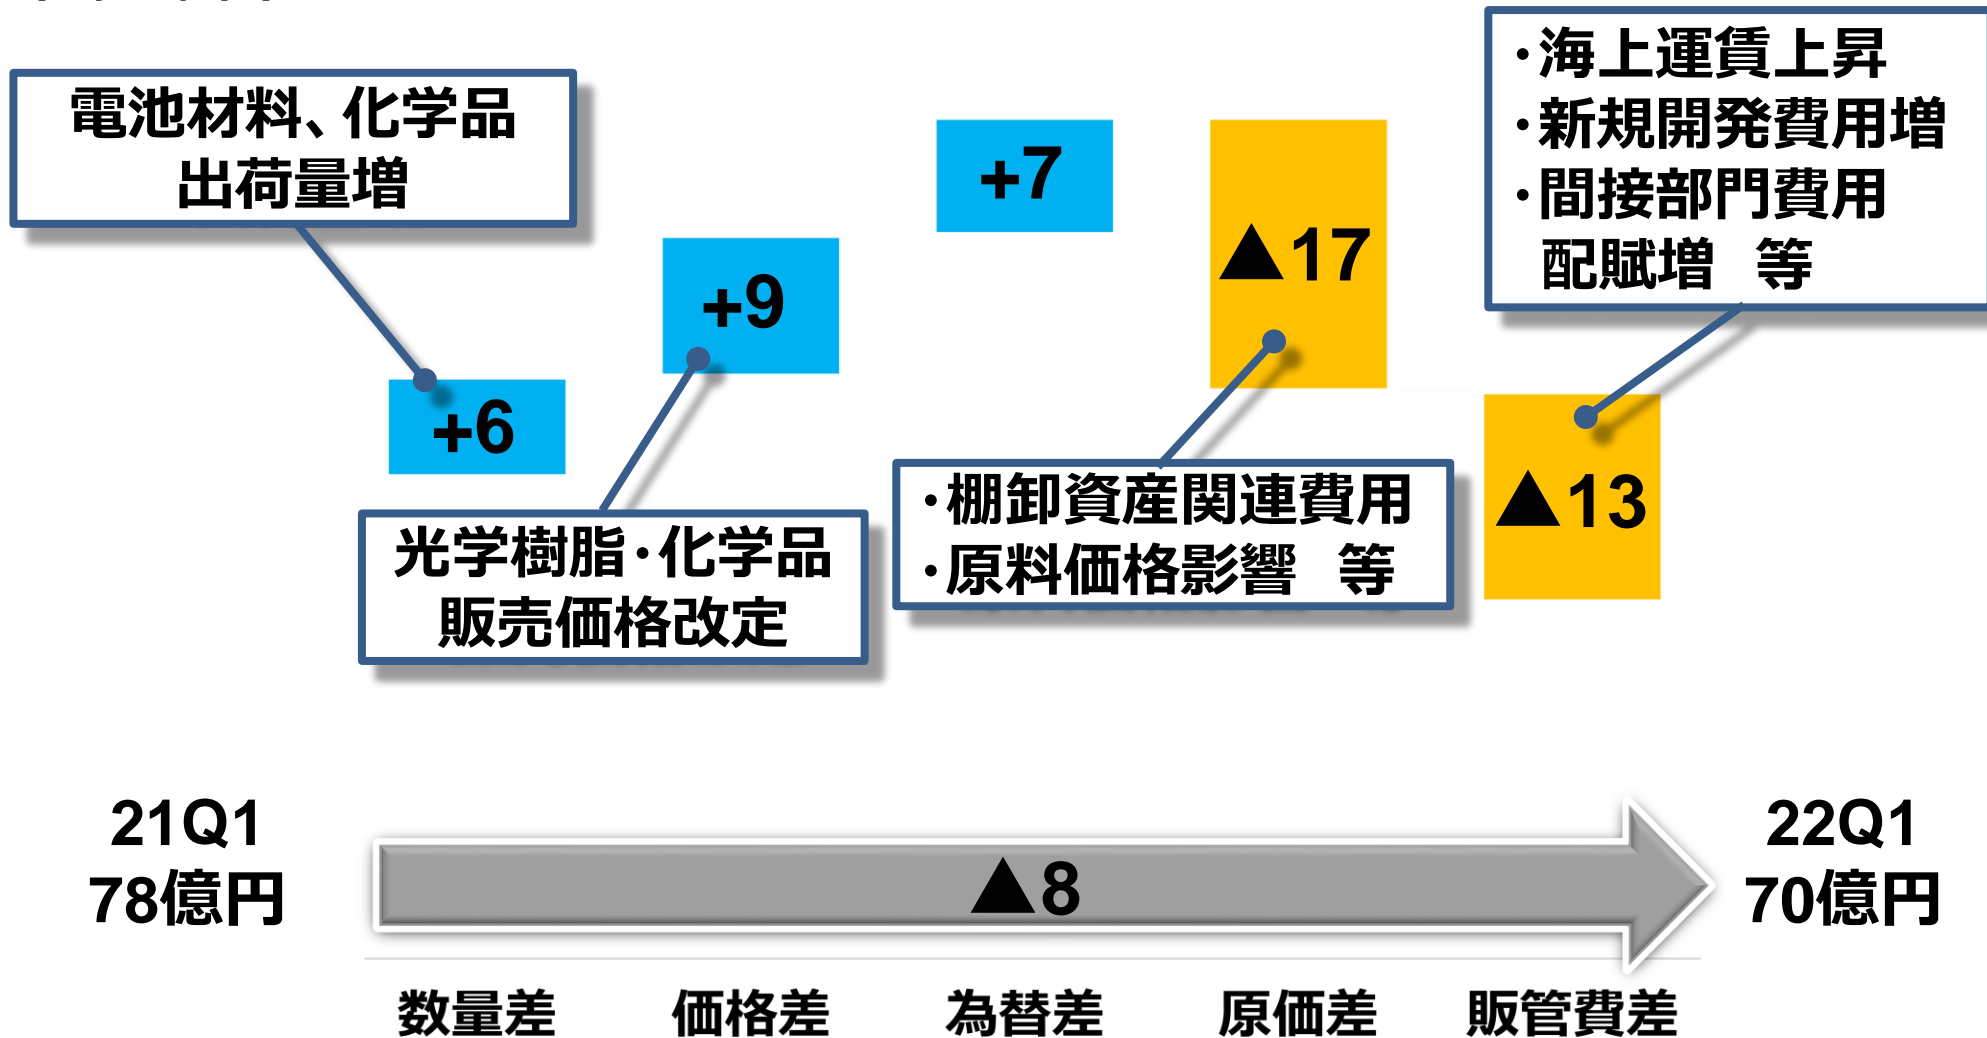 電池材料、化学品
出荷量増
・海上運賃上昇
・新規開発費用増
・間接部門費用
配賦増 等
+7
▲17
+9
+6
▲13
・棚卸資産関連費用
・原料価格影響 等
光学樹脂・化学品
販売価格改定
21Q1
78億円
▲8
22Q1
70億円
数量差
価格差
為替差
原価差
販管費差